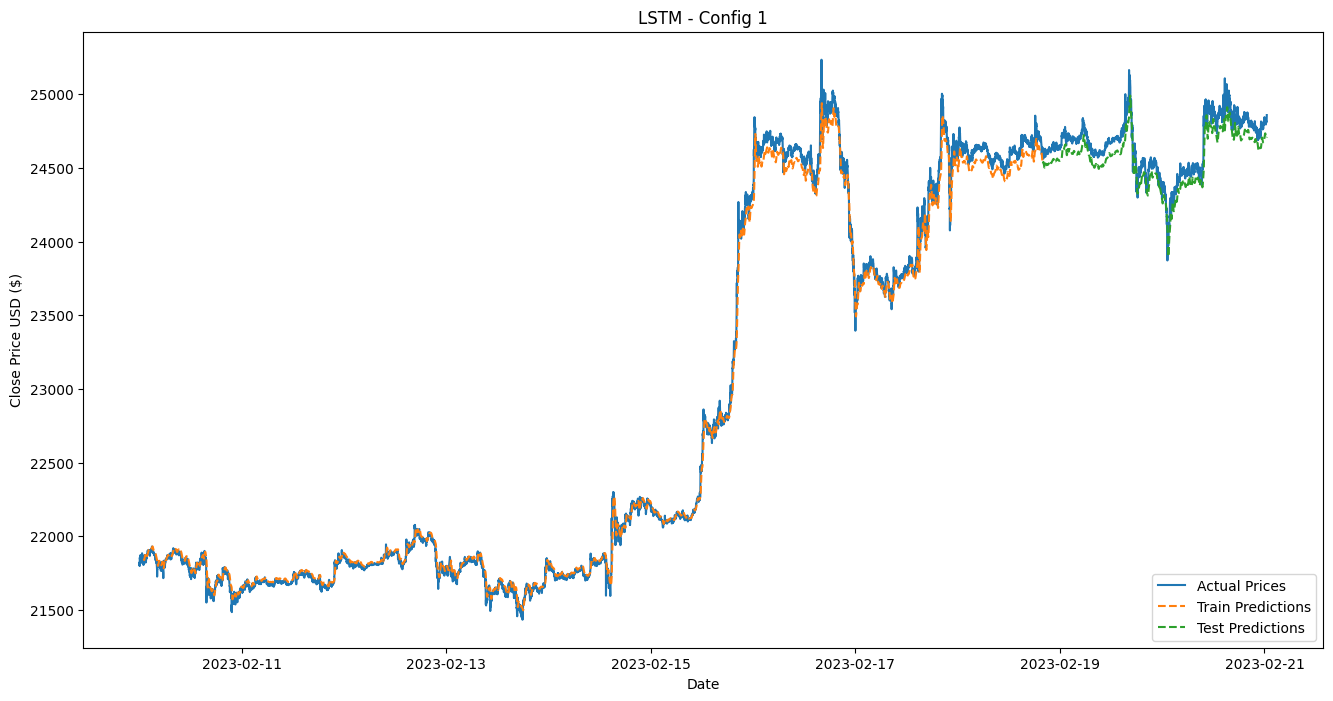 LSTM - Config 1
Close Price USD ($)
25000
24500
24000
23500
23000
22500
22000
21500
Actual Prices
Train Predictions
Test Predictions
2023-02-11
2023-02-13
2023-02-15
2023-02-17
2023-02-19
2023-02-21
Date